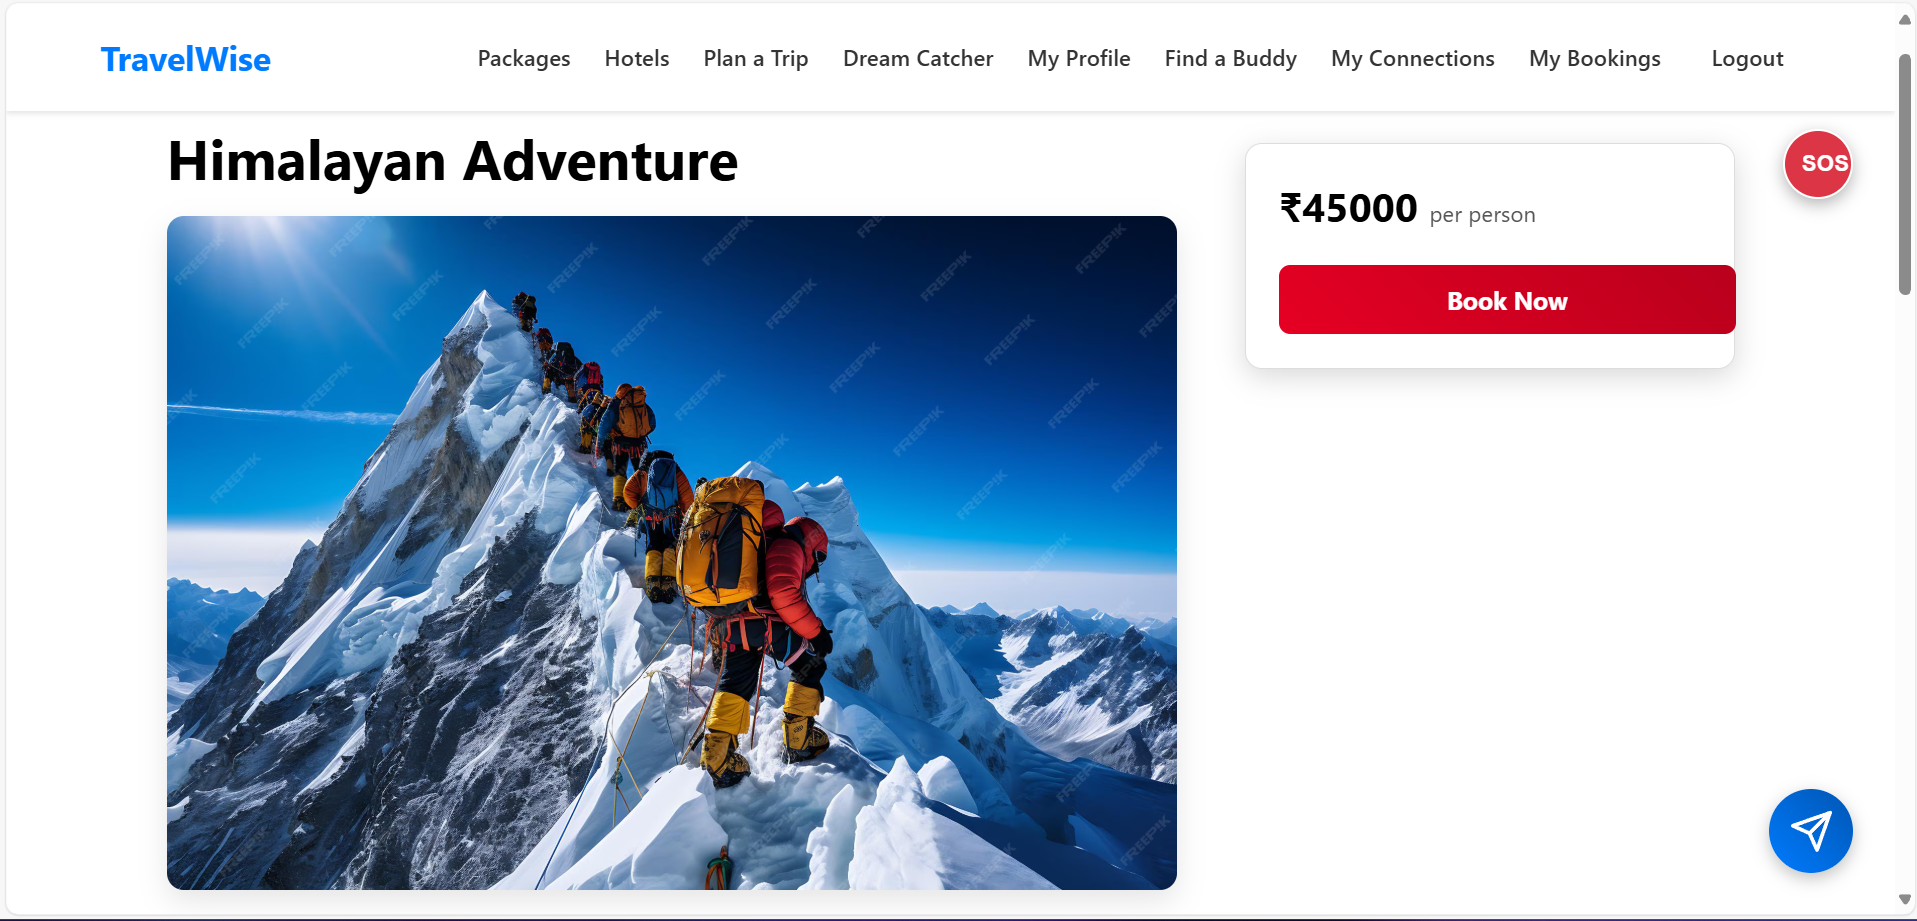 TravelWise
Packages Hotels Plan a Trip Dream Catcher My Profile Find a Buddy My Connections My Bookings Logout
Himalayan Adventure
₹45000 per person
SOS
Book Now
FREEPIK